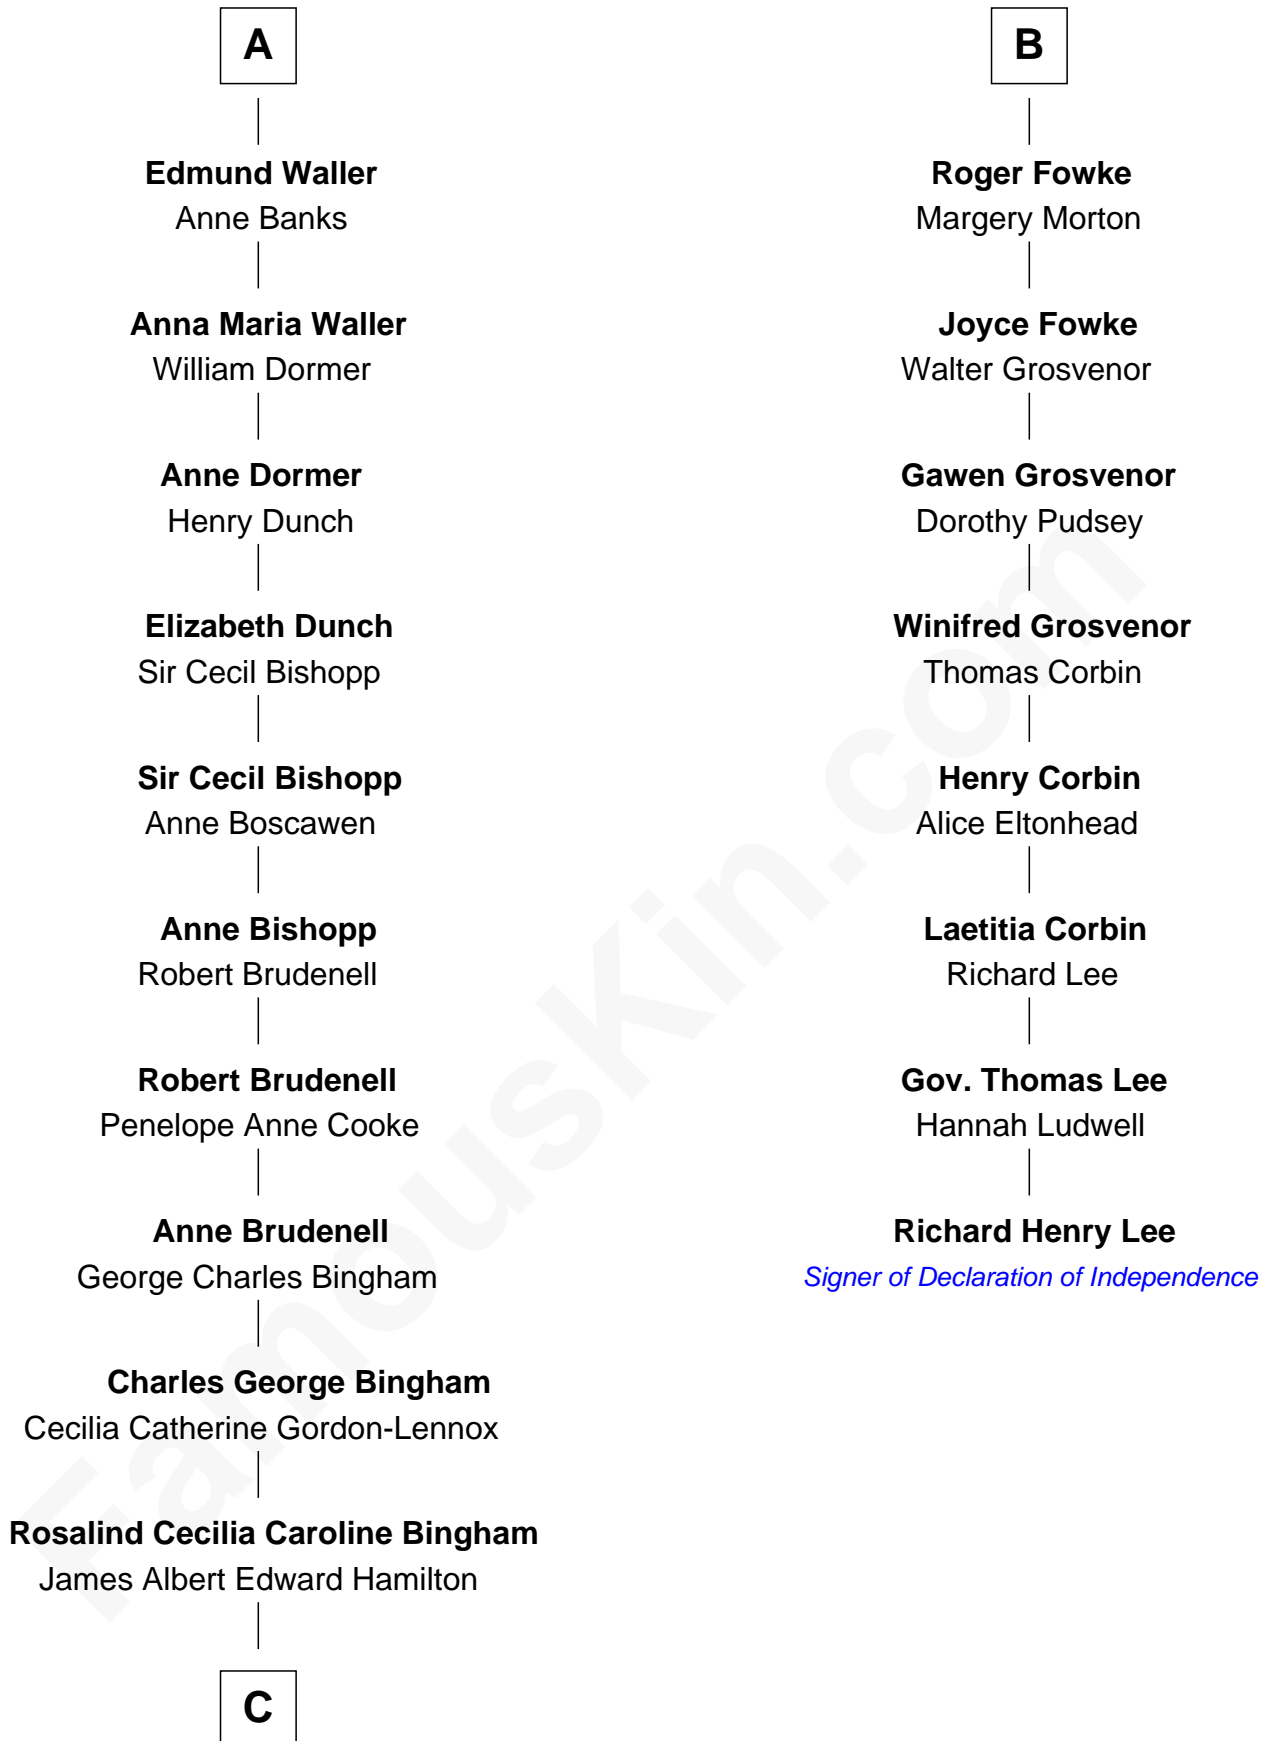 A
Edmund Waller
Anne Banks
Anna Maria Waller
William Dormer
Anne Dormer
Henry Dunch
Elizabeth Dunch
Sir Cecil Bishopp
Sir Cecil Bishopp
Anne Boscawen
Anne Bishopp
Robert Brudenell
Robert Brudenell
Penelope Anne Cooke
Anne Brudenell
George Charles Bingham
Charles George Bingham
Cecilia Catherine Gordon-Lennox
Rosalind Cecilia Caroline Bingham
James Albert Edward Hamilton
C
B
Roger Fowke
Margery Morton
Joyce Fowke
Walter Grosvenor
Gawen Grosvenor
Dorothy Pudsey
Winifred Grosvenor
Thomas Corbin
Henry Corbin
Alice Eltonhead
Laetitia Corbin
Richard Lee
Gov. Thomas Lee
Hannah Ludwell
Richard Henry Lee
Signer of Declaration of Independence
FamousKin.com